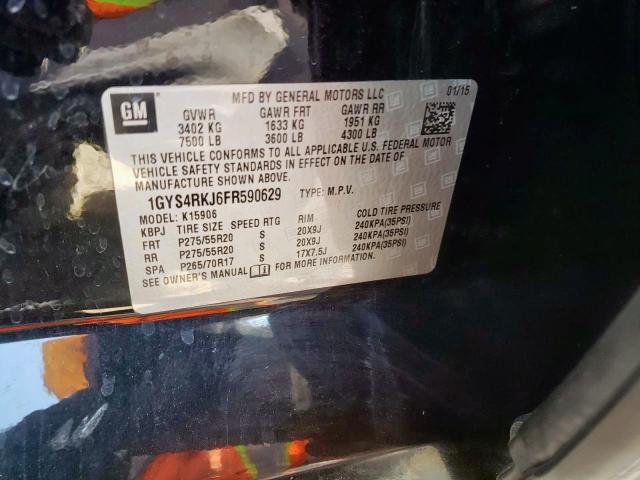 GM
MFD BY GENERAL MOTORS LLC 01/15
GVWR GAWR FRT GAWR RR
3402 KG 1633 KG 1951 KG
7500 LB 3600 LB 4300 LB
THIS VEHICLE CONFORMS TO ALL APPLICABLE U.S. FEDERAL MOTOR
VEHICLE SAFETY STANDARDS IN EFFECT ON THE DATE OF
MANUFACTURE SHOWN ABOVE.
1GYS4RKJ6FR590629 TYPE: M.P.V.
MODEL: K15906
KBPJ TIRE SIZE SPEED RTG RIM COLD TIRE PRESSURE
FRT P275/55R20 S 20X9J 240KPA(35PSI)
RR P275/55R20 S 20X9J 240KPA(35PSI)
SPA P265/70R17 S 17X7.5J 240KPA(35PSI)
SEE OWNER'S MANUAL FOR MORE INFORMATION.